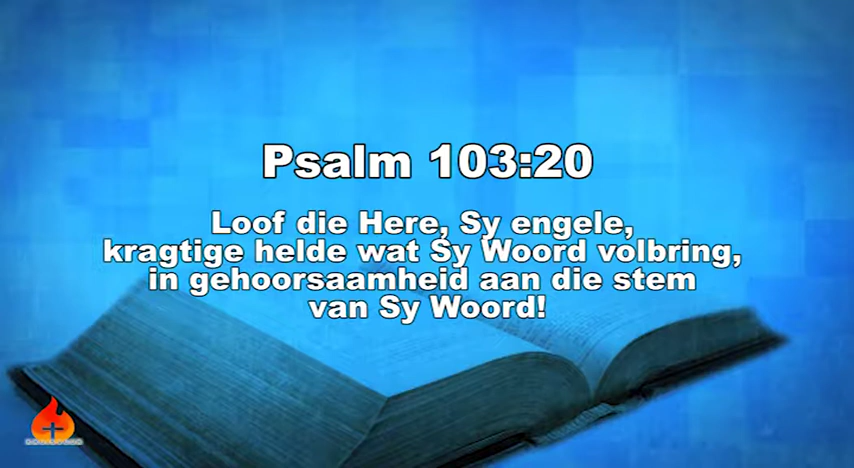 Psalm 103:20
Loof die Here, Sy engele,
kragtige helde wat Sy Woord volbring,
in gehoorsaamheid aan die stem
van Sy Woord!